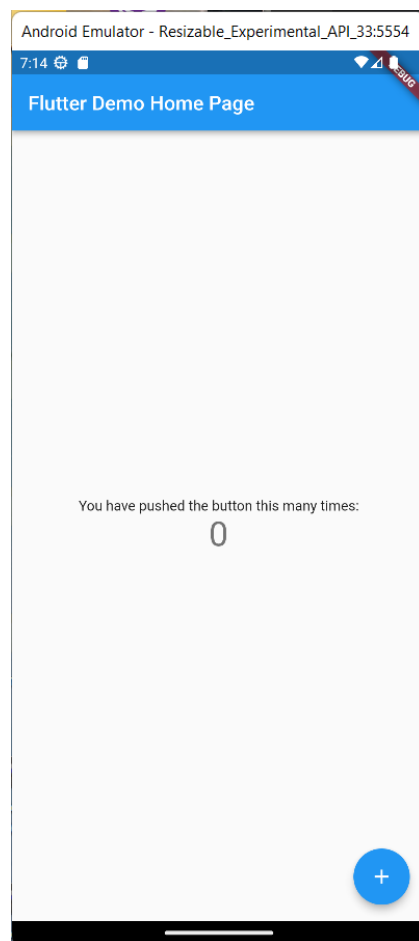 Android Emulator - Resizable_Experimental_API_33:5554
7:14
DEBUG
Flutter Demo Home Page
You have pushed the button this many times:
0
+